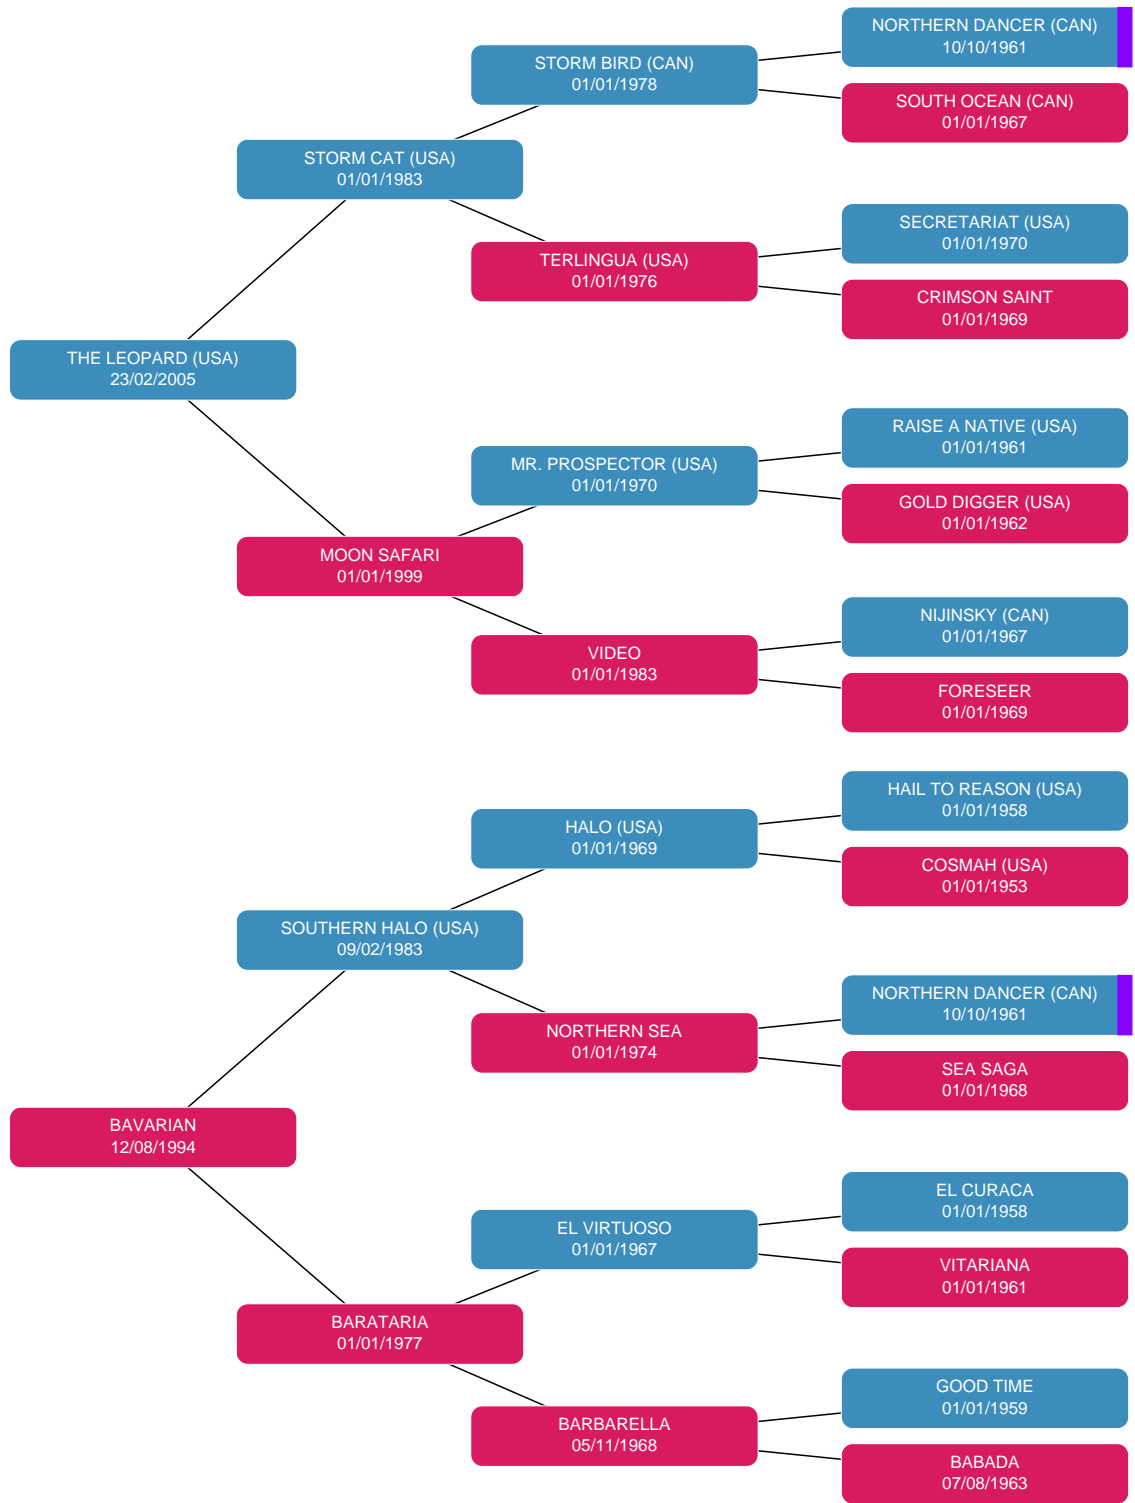 NORTHERN DANCER (CAN)
10/10/1961
STORM BIRD (CAN)
01/01/1978
SOUTH OCEAN (CAN)
01/01/1967
STORM CAT (USA)
01/01/1983
SECRETARIAT (USA)
01/01/1970
TERLINGUA (USA)
01/01/1976
CRIMSON SAINT
01/01/1969
THE LEOPARD (USA)
23/02/2005
RAISE A NATIVE (USA)
01/01/1961
MR. PROSPECTOR (USA)
01/01/1970
GOLD DIGGER (USA)
01/01/1962
MOON SAFARI
01/01/1999
NIJINSKY (CAN)
01/01/1967
VIDEO
01/01/1983
FORESEER
01/01/1969
HAIL TO REASON (USA)
01/01/1958
HALO (USA)
01/01/1969
COSMAH (USA)
01/01/1953
SOUTHERN HALO (USA)
09/02/1983
NORTHERN DANCER (CAN)
10/10/1961
NORTHERN SEA
01/01/1974
SEA SAGA
01/01/1968
BAVARIAN
12/08/1994
EL CURACA
01/01/1958
EL VIRTUOSO
01/01/1967
VITARIANA
01/01/1961
BARATARIA
01/01/1977
GOOD TIME
01/01/1959
BARBARELLA
05/11/1968
BABADA
07/08/1963